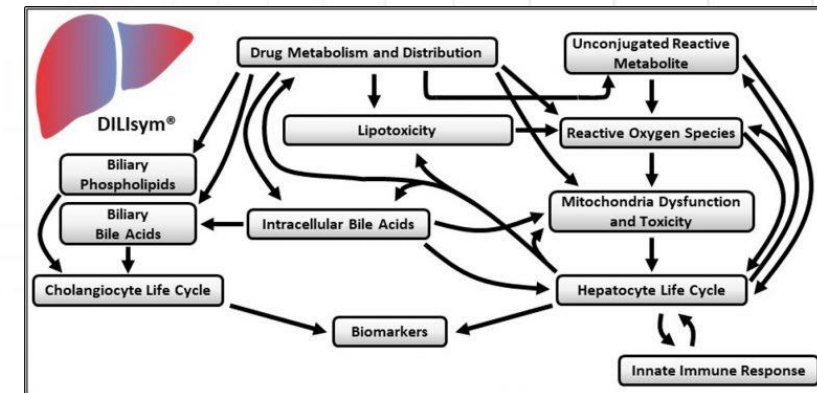 Drug Metabolism and Distribution
Unconjugated Reactive
Metabolite
DILIsym®
Lipotoxicity
Reactive Oxygen Species
Biliary
Phospholipids
Mitochondria Dysfunction
and Toxicity
Biliary
Bile Acids
Intracellular Bile Acids
Cholangiocyte Life Cycle
Hepatocyte Life Cycle
Biomarkers
Innate Immune Response